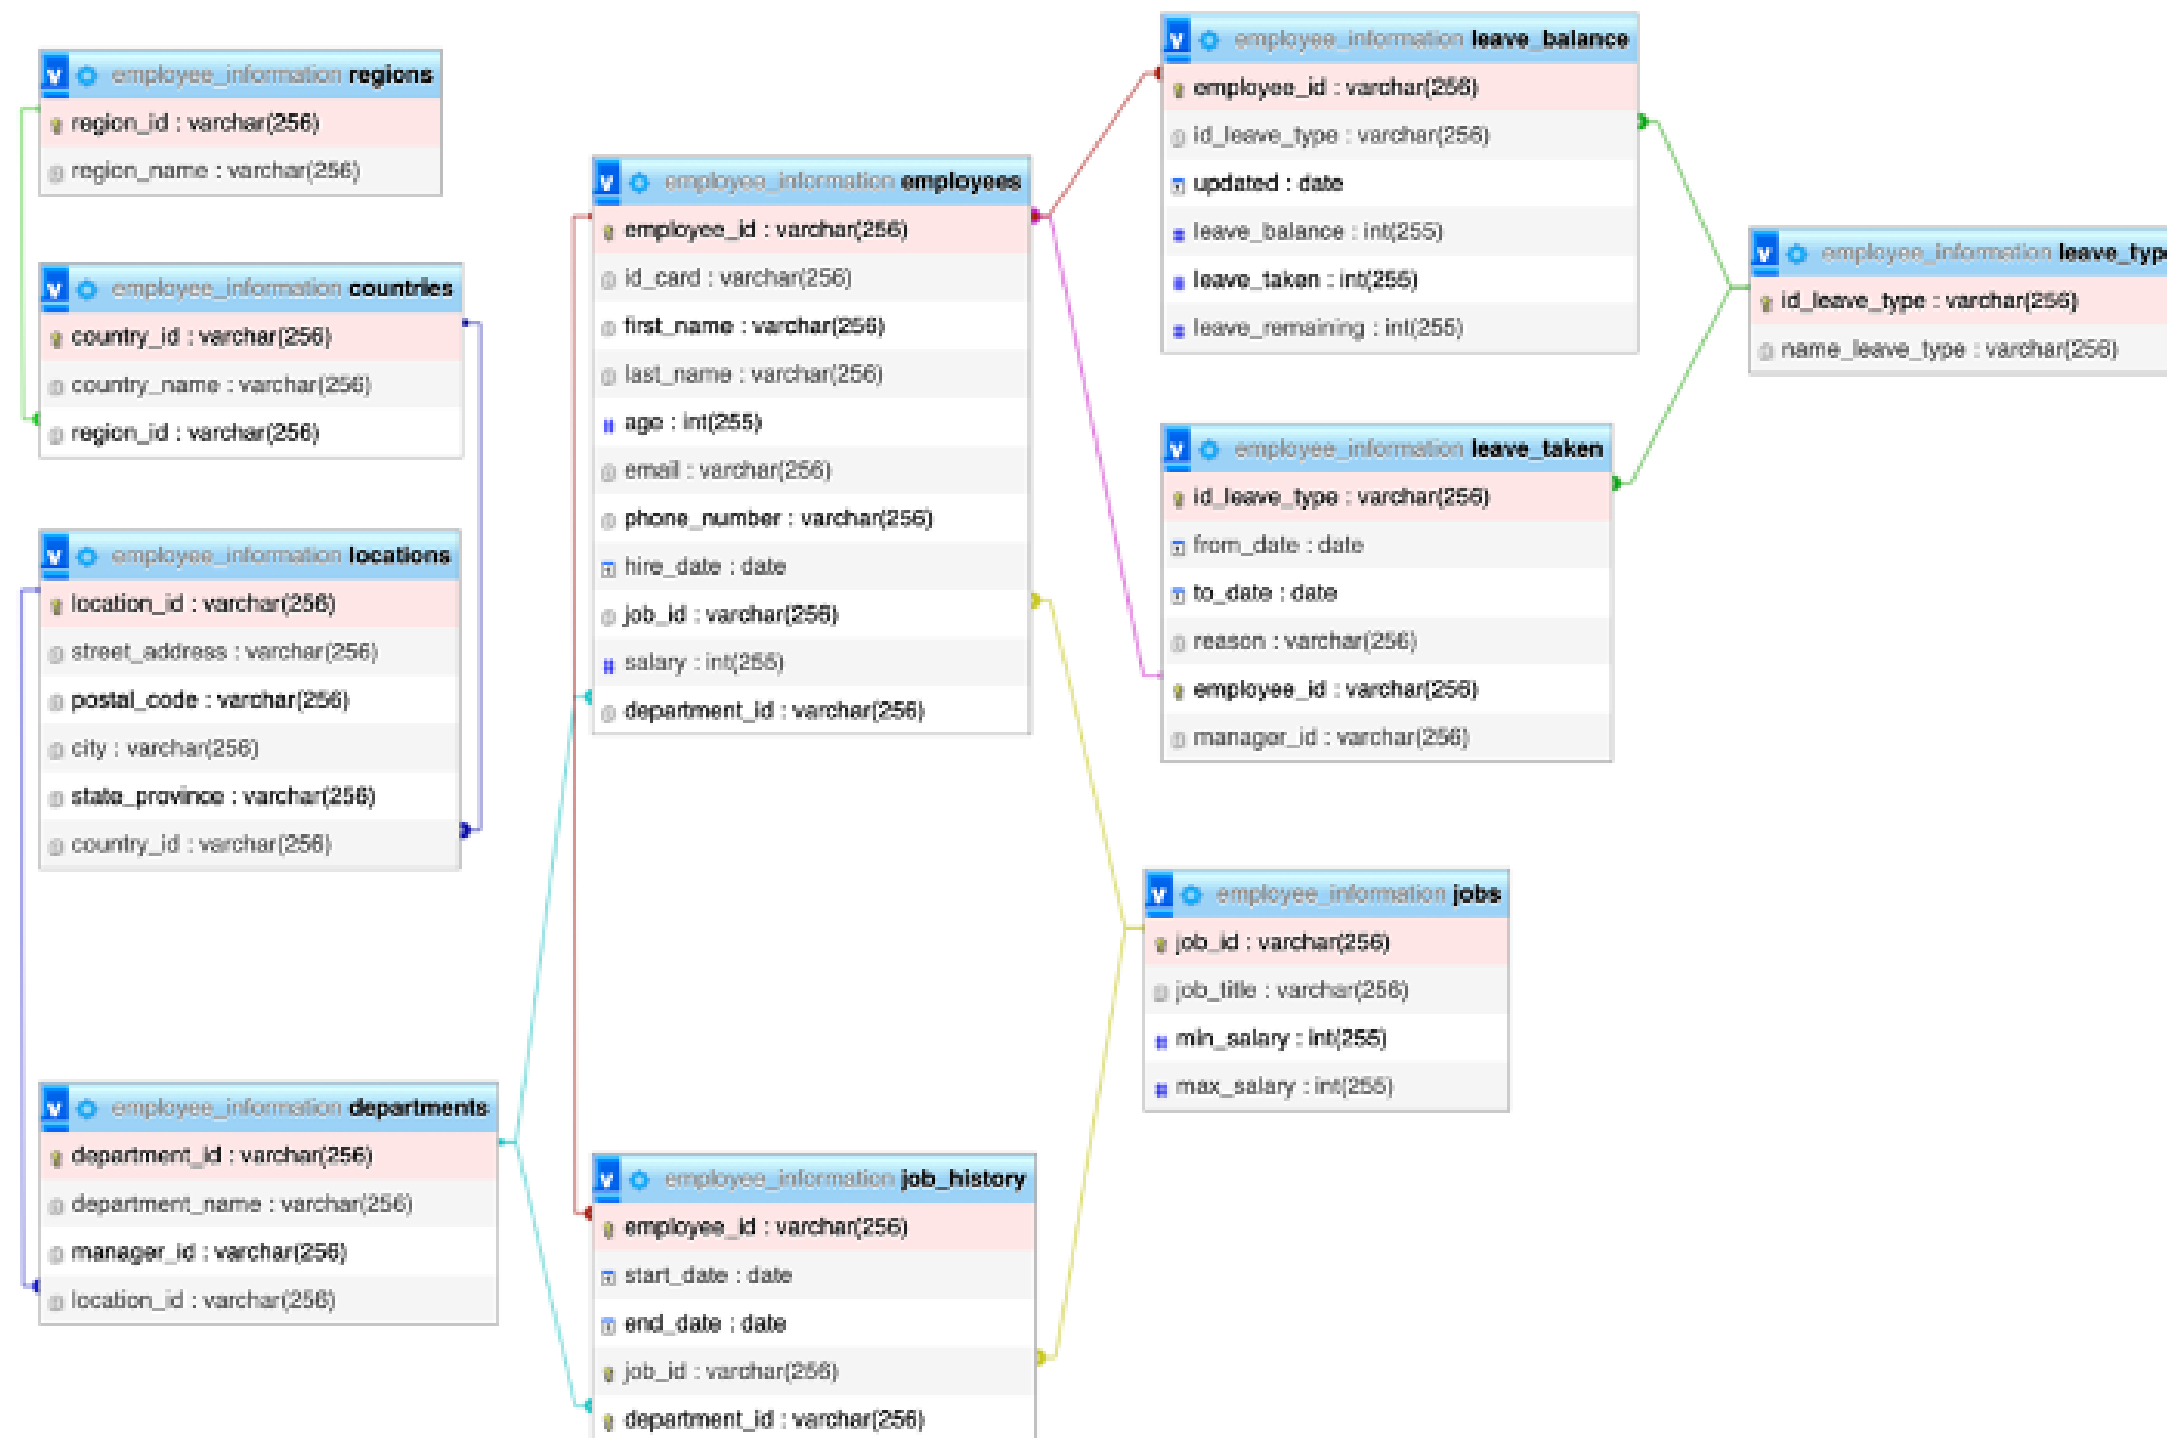 employee_information regions
region_id : varchar(256)
region_name : varchar(256)
employee_information countries
country_id : varchar(256)
country_name : varchar(256)
region_id : varchar(256)
employee_information locations
location_id : varchar(256)
street_address : varchar(256)
postal_code : varchar(256)
city : varchar(256)
state_province : varchar(256)
country_id : varchar(256)
employee_information departments
department_id : varchar(256)
department_name : varchar(256)
manager_id : varchar(256)
location_id : varchar(256)
employee_information employees
employee_id : varchar(256)
id_card : varchar(256)
first_name : varchar(256)
last_name : varchar(256)
age : int(255)
email : varchar(256)
phone_number : varchar(256)
hire_date : date
job_id : varchar(256)
salary : int(255)
department_id : varchar(256)
employee_information job_history
employee_id : varchar(256)
start_date : date
end_date : date
job_id : varchar(256)
department_id : varchar(256)
employee_information leave_balance
employee_id : varchar(256)
id_leave_type : varchar(256)
updated : date
leave_balance : int(255)
leave_taken : int(255)
leave_remaining : int(255)
employee_information leave_taken
id_leave_type : varchar(256)
from_date : date
to_date : date
reason : varchar(256)
employee_id : varchar(256)
manager_id : varchar(256)
employee_information jobs
job_id : varchar(256)
job_title : varchar(256)
min_salary : int(255)
max_salary : int(255)
employee_information leave_type
id_leave_type : varchar(256)
name_leave_type : varchar(256)